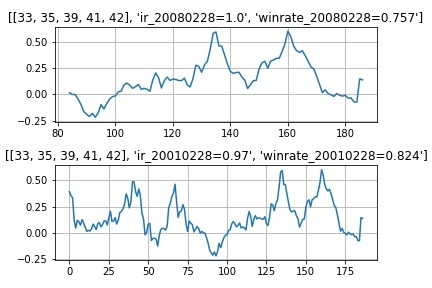 [[33, 35, 39, 41, 42], 'ir_20080228=1.0', 'winrate_20080228=0.757']
0.50
0.25
0.00
−0.25
80 100 120 140 160 180
[[33, 35, 39, 41, 42], 'ir_20010228=0.97', 'winrate_20010228=0.824']
0.50
0.25
0.00
−0.25
0 25 50 75 100 125 150 175